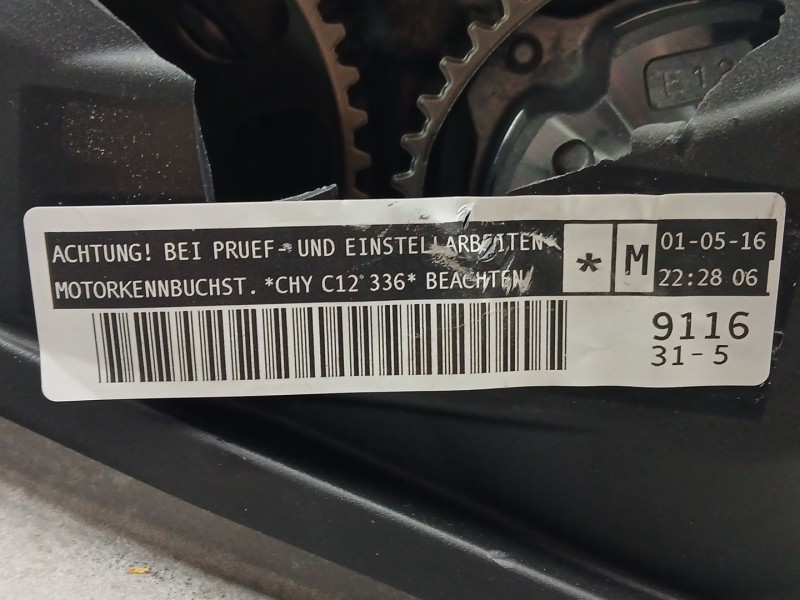 ACHTUNG! BEI PRUEF- UND EINSTELLARBEITEN
MOTORKENNBUCHST. *CHY C12 336* BEACHTEN
* M
01-05-16
22:28 06
9116
31-5